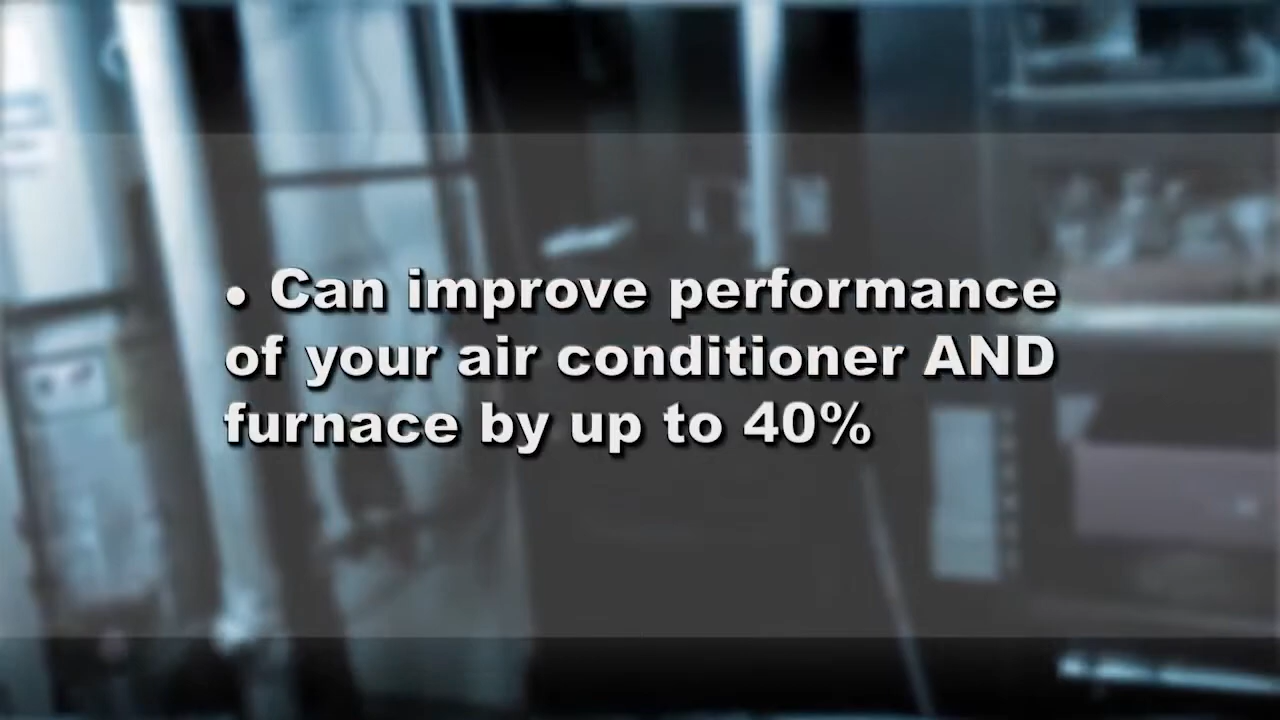 • Can improve performance
of your air conditioner AND
furnace by up to 40%